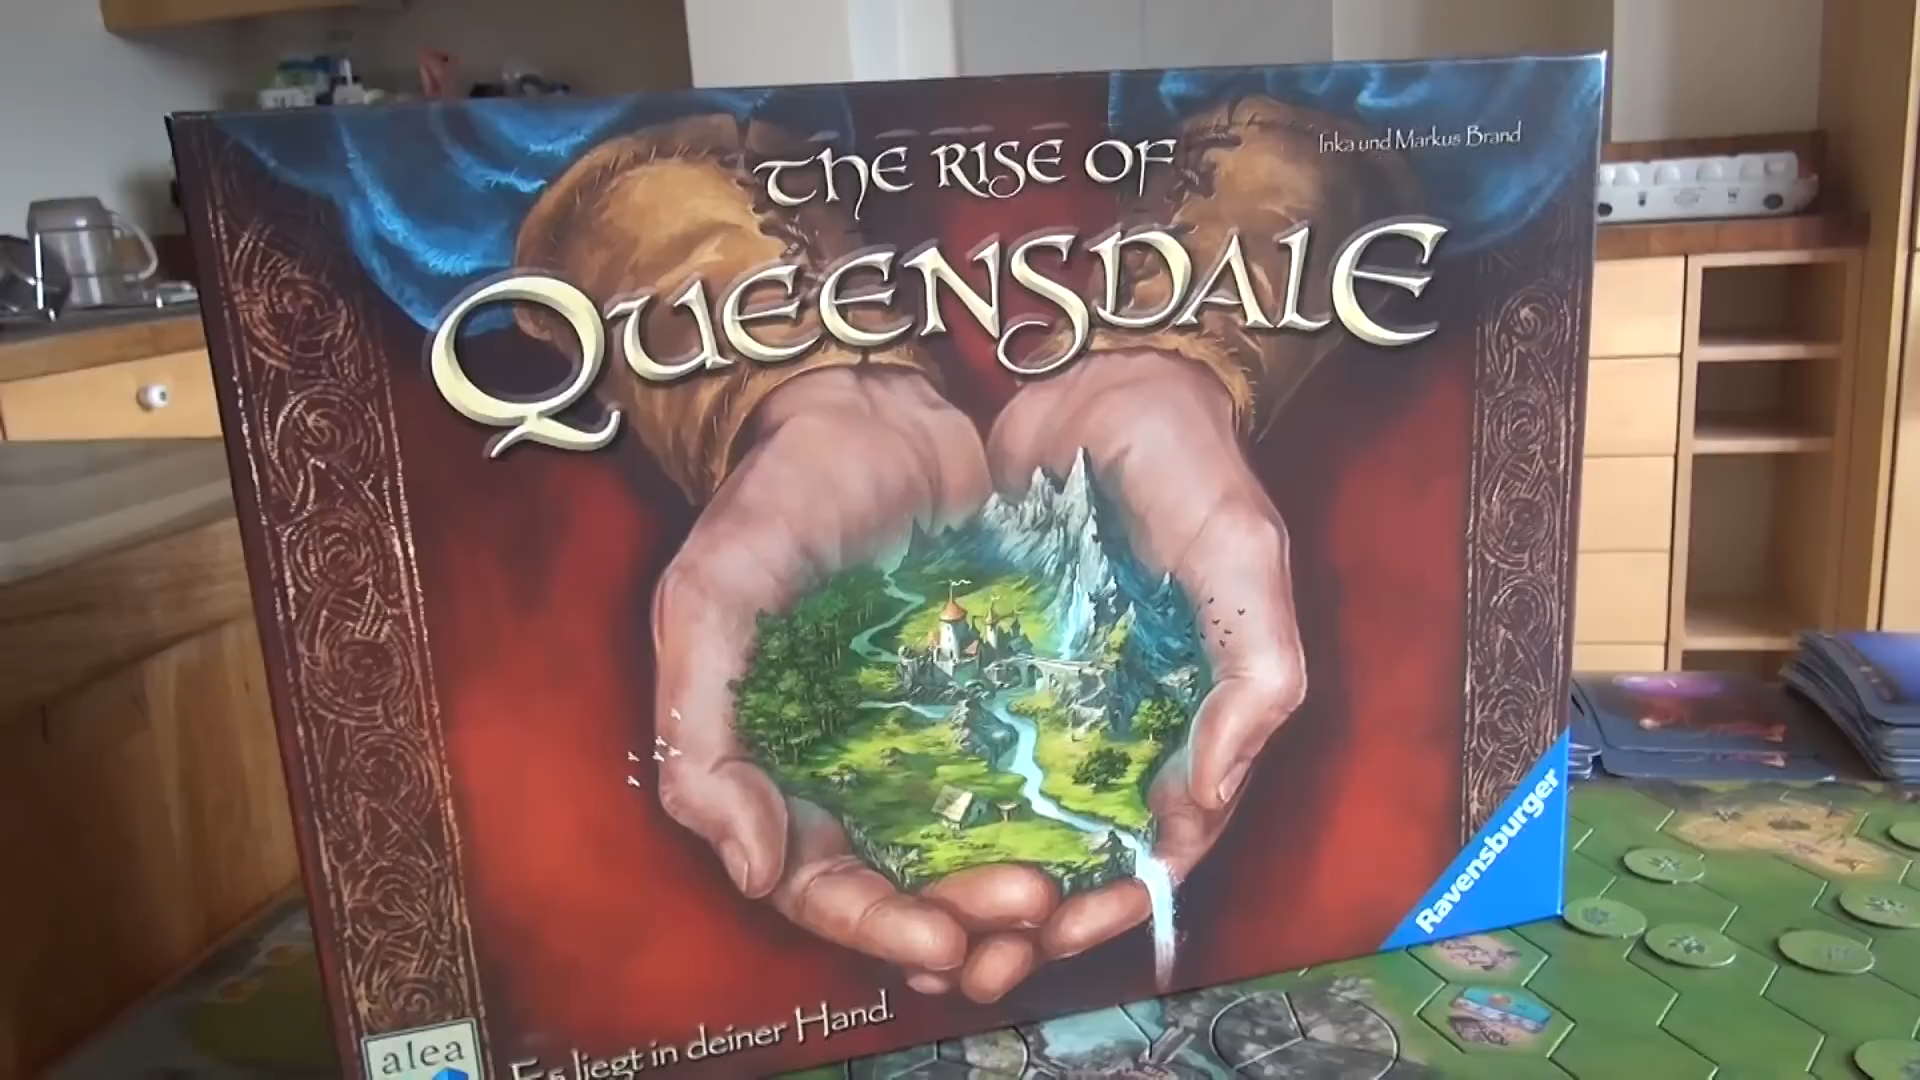 Inka und Markus Brand
THE RISE OF
QUEENSDALE
Ravensburger
Es liegt in deiner Hand.
alea